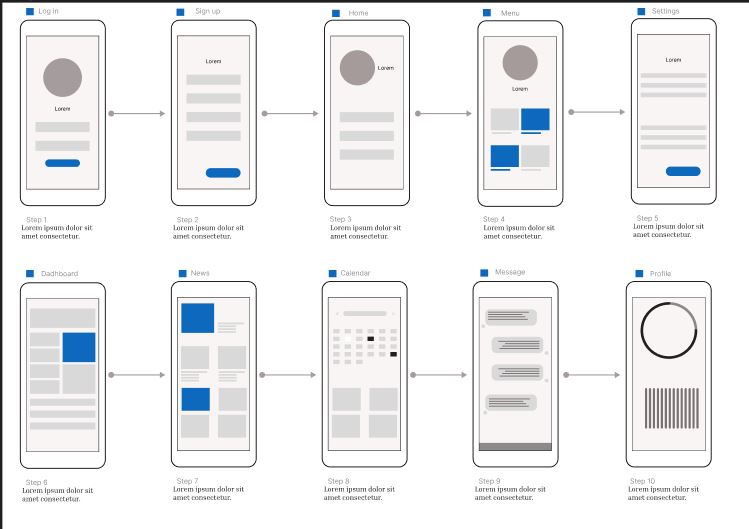 Log in
Sign up
Home
Menu
Settings
Lorem
Lorem
Lorem
Lorem
Lorem
Step 1
Lorem ipsum dolor sit
amet consectetur.
Step 2
Lorem ipsum dolor sit
amet consectetur.
Step 3
Lorem ipsum dolor sit
amet consectetur.
Step 4
Lorem ipsum dolor sit
amet consectetur.
Step 5
Lorem ipsum dolor sit
amet consectetur.
Dadhboard
News
Calendar
Message
Profile
Step 6
Lorem ipsum dolor sit
amet consectetur.
Step 7
Lorem ipsum dolor sit
amet consectetur.
Step 8
Lorem ipsum dolor sit
amet consectetur.
Step 9
Lorem ipsum dolor sit
amet consectetur.
Step 10
Lorem ipsum dolor sit
amet consectetur.